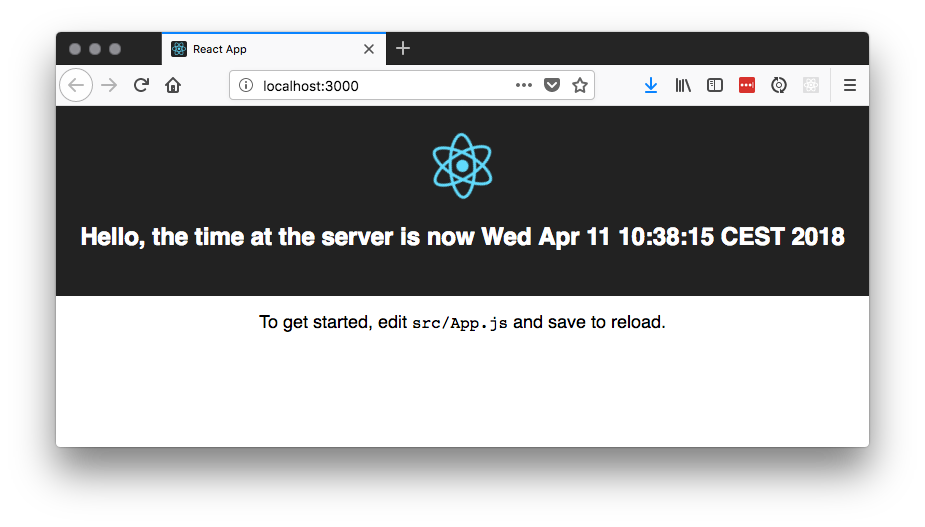 React App
localhost:3000
Hello, the time at the server is now Wed Apr 11 10:38:15 CEST 2018
To get started, edit src/App.js and save to reload.